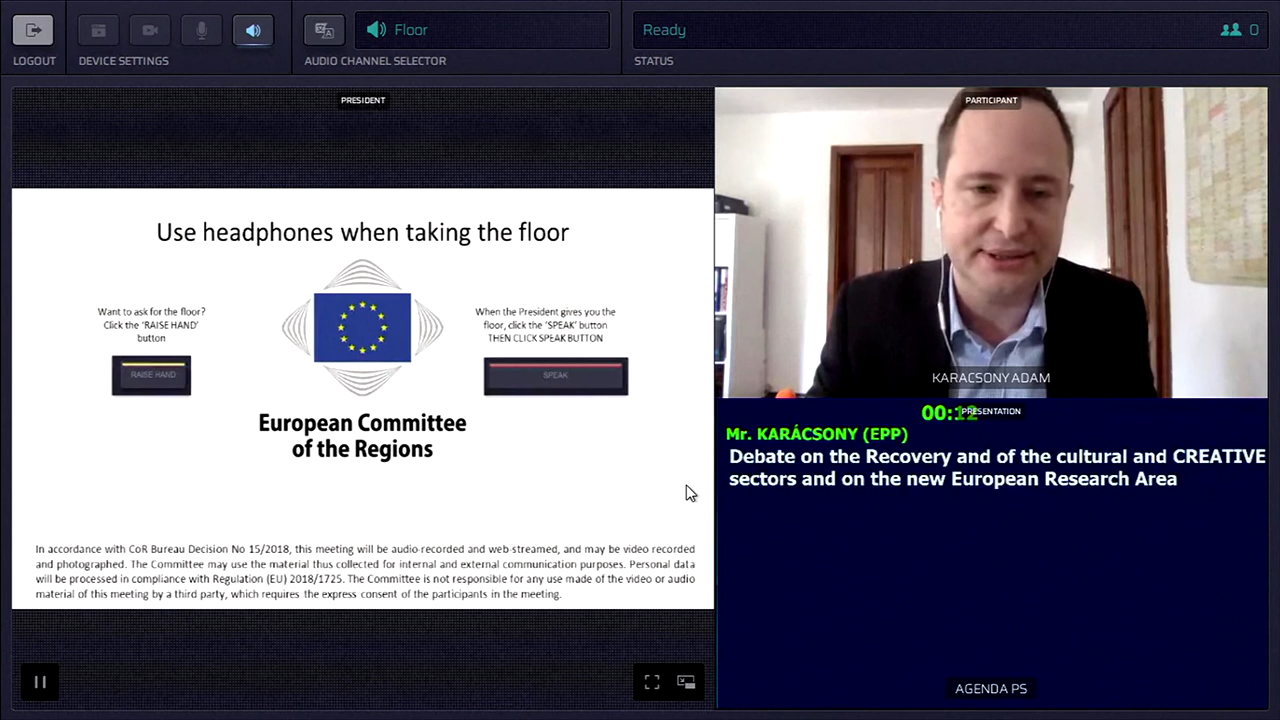 LOGOUT
DEVICE SETTINGS
Floor
AUDIO CHANNEL SELECTOR
Ready
0
STATUS
PRESIDENT
Use headphones when taking the floor
Want to ask for the floor?
Click the ‘RAISE HAND’
button
RAISE HAND
When the President gives you the
floor, click the ‘SPEAK’ button
THEN CLICK SPEAK BUTTON
SPEAK
European Committee
of the Regions
In accordance with CoR Bureau Decision No 15/2018, this meeting will be audio recorded and web-streamed, and may be video recorded
and photographed. The Committee may use the material thus collected for internal and external communication purposes. Personal data
will be processed in compliance with Regulation (EU) 2018/1725. The Committee is not responsible for any use made of the video or audio
material of this meeting by a third party, which requires the express consent of the participants in the meeting.
PARTICIPANT
KARACSONY ADAM
00:12
PRESENTATION
Mr. KARÁCSONY (EPP)
Debate on the Recovery and of the cultural and CREATIVE
sectors and on the new European Research Area
AGENDA PS